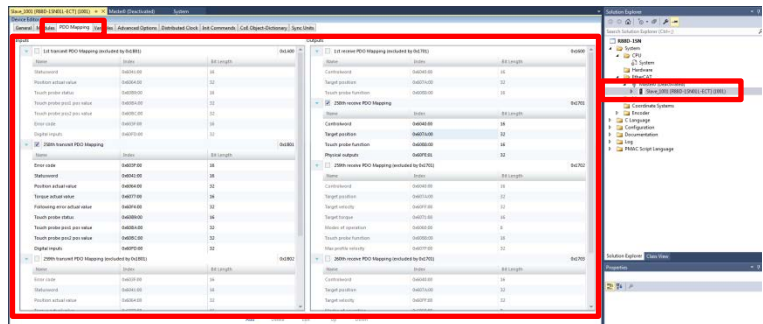 Slave_1001 [R88D-1SN01L-ECT] (1001) Master0 (Deactivated) System
Device Editor
General Modules PDO Mapping Variables Advanced Options Distributed Clock Init Commands CoE Object-Dictionary Sync Units
Inputs Outputs
1st transmit PDO Mapping (excluded by 0x1B01)
Name Index Bit Length
Statusword 0x6041:00 16
Position actual value 0x6064:00 32
Touch probe status 0x60B9:00 16
Touch probe pos1 pos value 0x60BA:00 32
Touch probe pos2 pos value 0x60BC:00 32
Error code 0x603F:00 16
Digital inputs 0x60FD:00 32
258th transmit PDO Mapping
Name Index Bit Length
Error code 0x603F:00 16
Statusword 0x6041:00 16
Position actual value 0x6064:00 32
Torque actual value 0x6077:00 16
Following error actual value 0x60F4:00 32
Touch probe status 0x60B9:00 16
Touch probe pos1 pos value 0x60BA:00 32
Touch probe pos2 pos value 0x60BC:00 32
Digital inputs 0x60FD:00 32
259th transmit PDO Mapping (excluded by 0x1B01) 0x1B02
Name Index Bit Length
Error code 0x603F:00 16
Statusword 0x6041:00 16
Position actual value 0x6064:00 32
1st receive PDO Mapping (excluded by 0x1701) 0x1600
Name Index Bit Length
Controlword 0x6040:00 16
Target position 0x607A:00 32
Touch probe function 0x60B8:00 16
258th receive PDO Mapping 0x1701
Name Index Bit Length
Controlword 0x6040:00 16
Target position 0x607A:00 32
Touch probe function 0x60B8:00 16
Physical outputs 0x60FE:01 32
259th receive PDO Mapping (excluded by 0x1701) 0x1702
Name Index Bit Length
Controlword 0x6040:00 16
Target position 0x607A:00 32
Target velocity 0x60FF:00 32
Target torque 0x6071:00 16
Modes of operation 0x6060:00 8
Touch probe function 0x60B8:00 16
Max profile velocity 0x607F:00 32
260th receive PDO Mapping (excluded by 0x1701) 0x1703
Name Index Bit Length
Controlword 0x6040:00 16
Target position 0x607A:00 32
Target velocity 0x60FF:00 32
Solution Explorer
Search Solution Explorer (Ctrl+;)
R88D-1SN
System
CPU
System
Hardware
EtherCAT
Master0 (Deactivated)
Slave_1001 [R88D-1SN01L-ECT] (1001)
Coordinate Systems
Encoder
C Language
Configuration
Documentation
Log
PMAC Script Language
Solution Explorer Class View
Properties